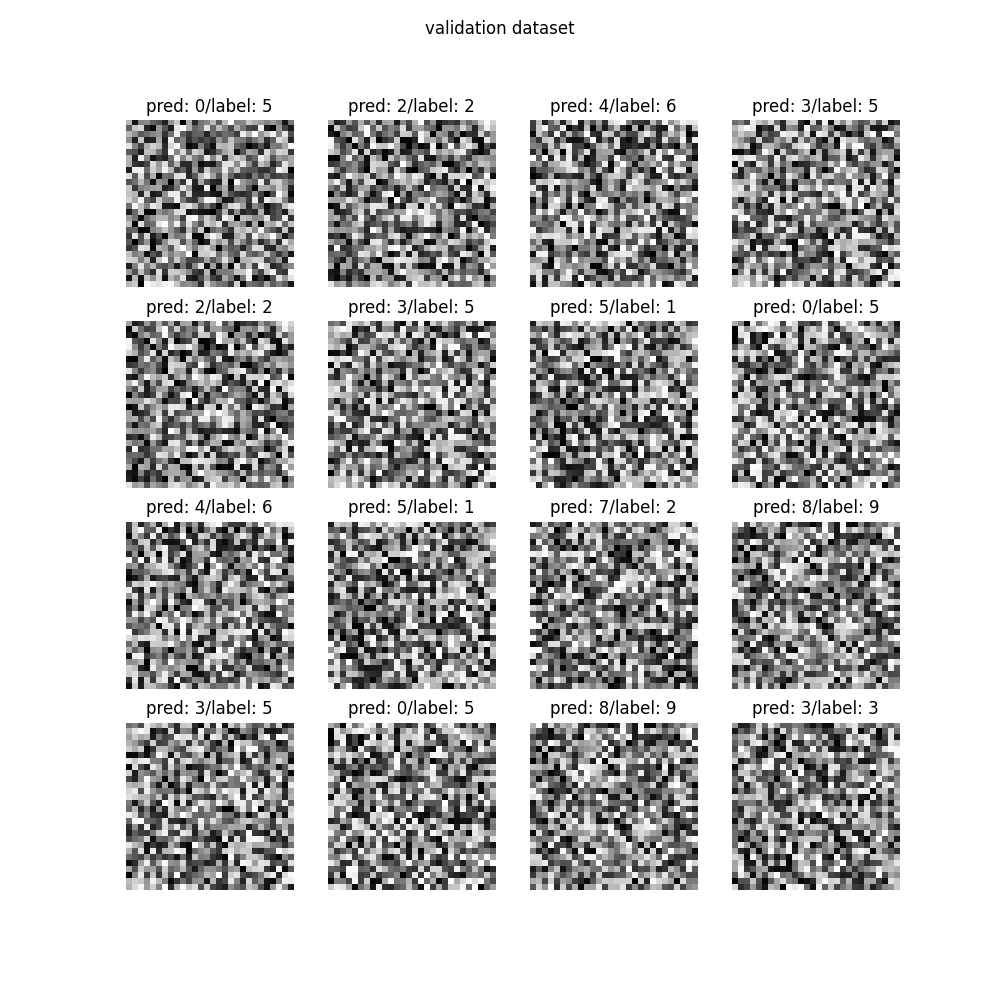 validation dataset
pred: 0/label: 5
pred: 2/label: 2
pred: 4/label: 6
pred: 3/label: 5
pred: 2/label: 2
pred: 3/label: 5
pred: 5/label: 1
pred: 0/label: 5
pred: 4/label: 6
pred: 5/label: 1
pred: 7/label: 2
pred: 8/label: 9
pred: 3/label: 5
pred: 0/label: 5
pred: 8/label: 9
pred: 3/label: 3